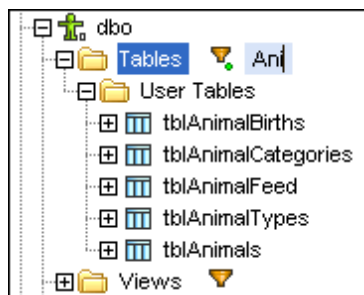 dbo
Tables Ani
User Tables
tblAnimalBirths
tblAnimalCategories
tblAnimalFeed
tblAnimalTypes
tblAnimals
Views